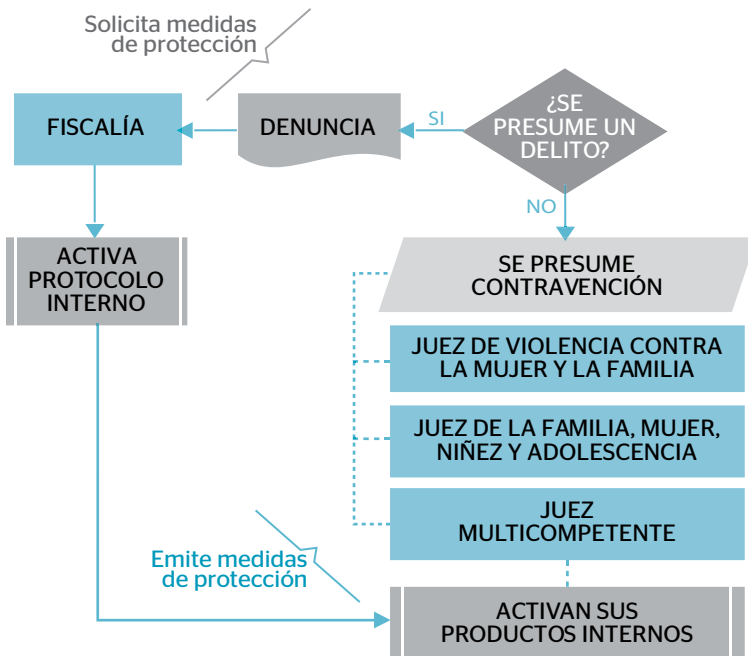 Solicita medidas
de protección
FISCALÍA
DENUNCIA
SI
¿SE
PRESUME UN
DELITO?
NO
ACTIVA
PROTOCOLO
INTERNO
SE PRESUME
CONTRAVENCIÓN
JUEZ DE VIOLENCIA CONTRA
LA MUJER Y LA FAMILIA
JUEZ DE LA FAMILIA, MUJER,
NIÑEZ Y ADOLESCENCIA
JUEZ
MULTICOMPETENTE
Emite medidas
de protección
ACTIVAN SUS
PRODUCTOS INTERNOS